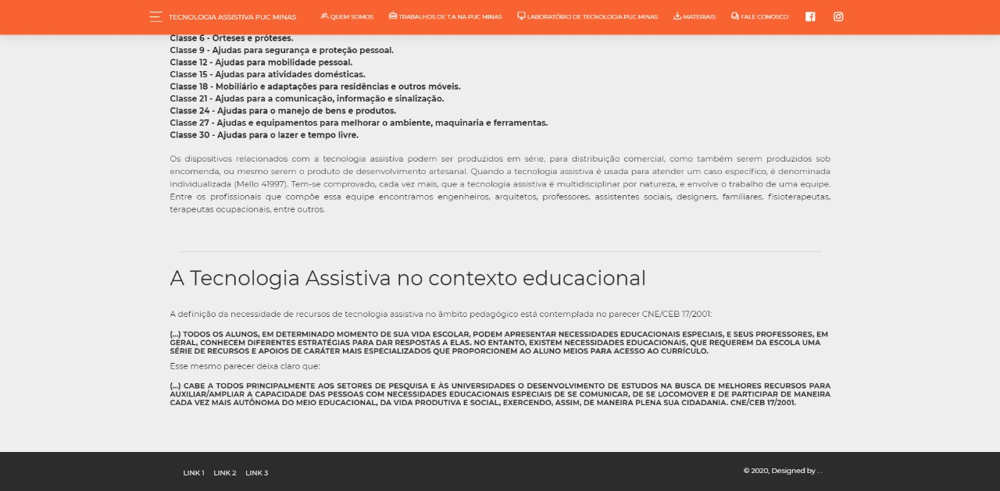 TECNOLOGIA ASSISTIVA PUC MINAS QUEM SOMOS TRABALHOS DE T.A NA PUC MINAS LABORATÓRIO DE TECNOLOGIA PUC MINAS MATERIAIS FALE CONOSCO
Classe 6 - Órteses e próteses.
Classe 9 - Ajudas para segurança e proteção pessoal.
Classe 12 - Ajudas para mobilidade pessoal.
Classe 15 - Ajudas para atividades domésticas.
Classe 18 - Mobiliário e adaptações para residências e outros móveis.
Classe 21 - Ajudas para a comunicação, informação e sinalização.
Classe 24 - Ajudas para o manejo de bens e produtos.
Classe 27 - Ajudas e equipamentos para melhorar o ambiente, maquinaria e ferramentas.
Classe 30 - Ajudas para o lazer e tempo livre.
Os dispositivos relacionados com a tecnologia assistiva podem ser produzidos em série, para distribuição comercial, como também serem produzidos sob
encomenda, ou mesmo serem o produto de desenvolvimento artesanal. Quando a tecnologia assistiva é usada para atender um caso específico, é denominada
individualizada (Mello 41997). Tem-se comprovado, cada vez mais, que a tecnologia assistiva é multidisciplinar por natureza, e envolve o trabalho de uma equipe.
Entre os profissionais que compõe essa equipe encontramos engenheiros, arquitetos, professores, assistentes sociais, designers, familiares, fisioterapeutas,
terapeutas ocupacionais, entre outros.
A Tecnologia Assistiva no contexto educacional
A definição da necessidade de recursos de tecnologia assistiva no âmbito pedagógico está contemplada no parecer CNE/CEB 17/2001:
(...) TODOS OS ALUNOS, EM DETERMINADO MOMENTO DE SUA VIDA ESCOLAR, PODEM APRESENTAR NECESSIDADES EDUCACIONAIS ESPECIAIS, E SEUS PROFESSORES, EM
GERAL, CONHECEM DIFERENTES ESTRATÉGIAS PARA DAR RESPOSTAS A ELAS. NO ENTANTO, EXISTEM NECESSIDADES EDUCACIONAIS, QUE REQUEREM DA ESCOLA UMA
SÉRIE DE RECURSOS E APOIOS DE CARÁTER MAIS ESPECIALIZADOS QUE PROPORCIONEM AO ALUNO MEIOS PARA ACESSO AO CURRÍCULO.
Esse mesmo parecer deixa claro que:
(...) CABE A TODOS PRINCIPALMENTE AOS SETORES DE PESQUISA E ÀS UNIVERSIDADES O DESENVOLVIMENTO DE ESTUDOS NA BUSCA DE MELHORES RECURSOS PARA
AUXILIAR/AMPLIAR A CAPACIDADE DAS PESSOAS COM NECESSIDADES EDUCACIONAIS ESPECIAIS DE SE COMUNICAR, DE SE LOCOMOVER E DE PARTICIPAR DE MANEIRA
CADA VEZ MAIS AUTÔNOMA DO MEIO EDUCACIONAL, DA VIDA PRODUTIVA E SOCIAL, EXERCENDO, ASSIM, DE MANEIRA PLENA SUA CIDADANIA. CNE/CEB 17/2001.
LINK 1 LINK 2 LINK 3
© 2020, Designed by . .